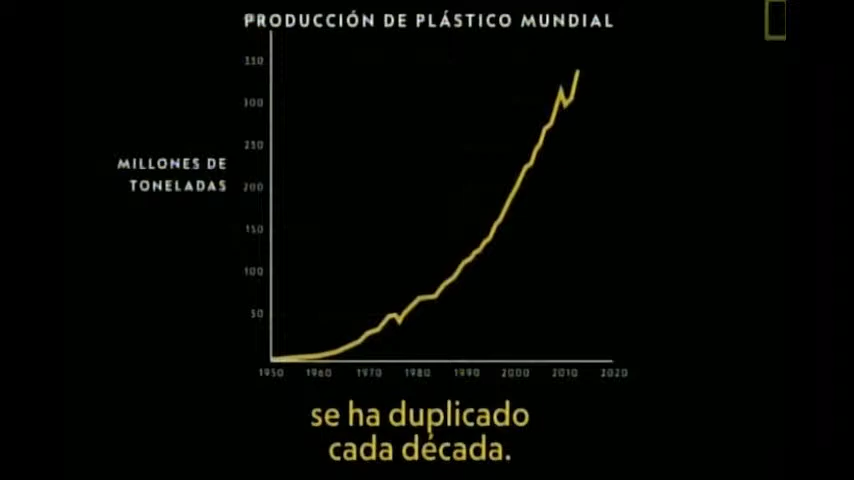 PRODUCCIÓN DE PLÁSTICO MUNDIAL
350
300
250
MILLONES DE
TONELADAS
200
150
100
50
1950 1960 1970 1980 1990 2000 2010 2020
se ha duplicado
cada década.